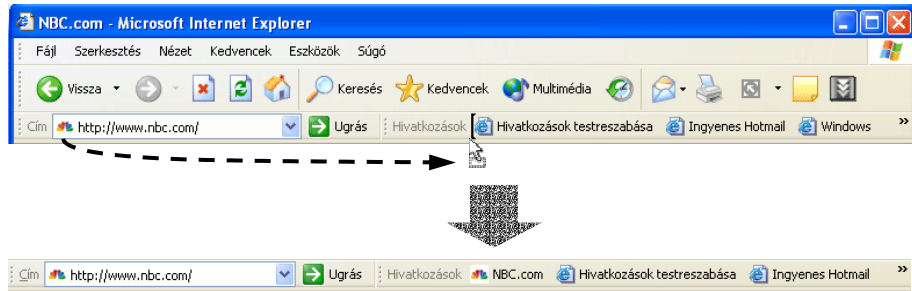 NBC.com - Microsoft Internet Explorer
Fájl Szerkesztés Nézet Kedvencek Eszközök Súgó
Vissza Keresés Kedvencek Multimédia
Cím http://www.nbc.com/ Ugrás Hivatkozások Hivatkozások testreszabása Ingyenes Hotmail Windows »
Cím http://www.nbc.com/ Ugrás Hivatkozások NBC.com Hivatkozások testreszabása Ingyenes Hotmail »